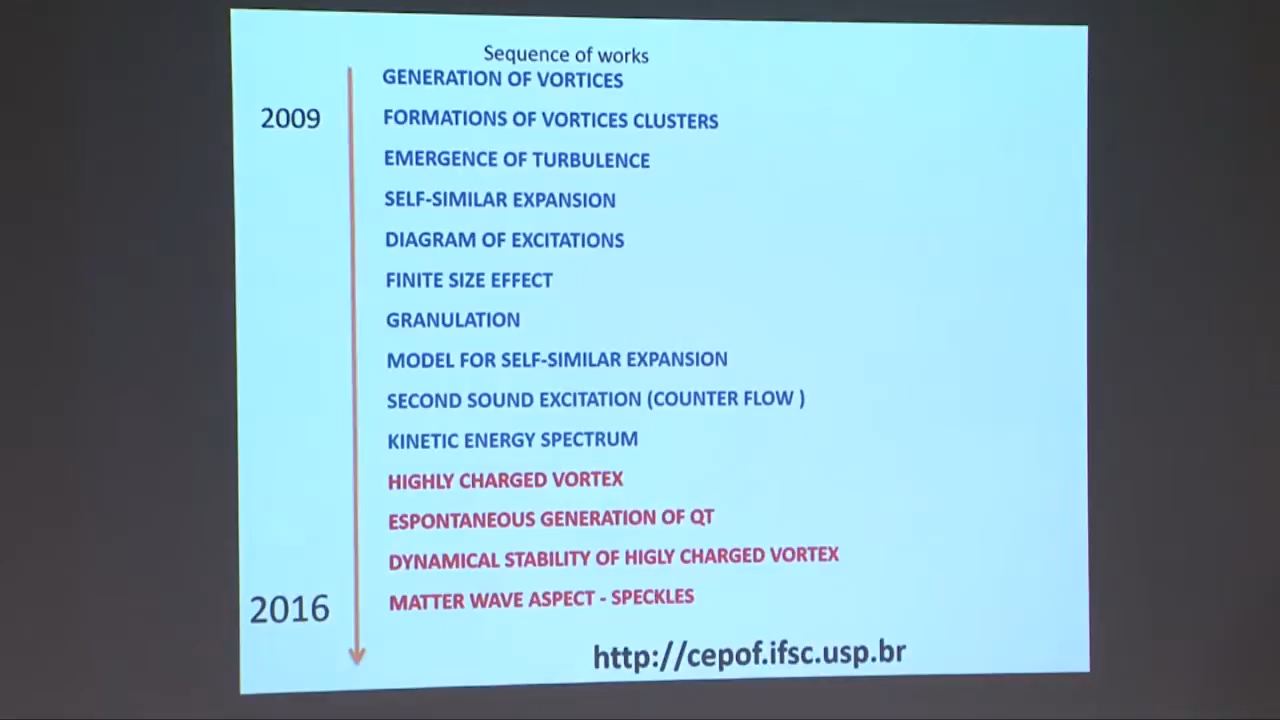 Sequence of works
GENERATION OF VORTICES
2009
FORMATIONS OF VORTICES CLUSTERS
EMERGENCE OF TURBULENCE
SELF-SIMILAR EXPANSION
DIAGRAM OF EXCITATIONS
FINITE SIZE EFFECT
GRANULATION
MODEL FOR SELF-SIMILAR EXPANSION
SECOND SOUND EXCITATION (COUNTER FLOW )
KINETIC ENERGY SPECTRUM
HIGHLY CHARGED VORTEX
ESPONTANEOUS GENERATION OF QT
DYNAMICAL STABILITY OF HIGLY CHARGED VORTEX
MATTER WAVE ASPECT - SPECKLES
2016
http://cepof.ifsc.usp.br